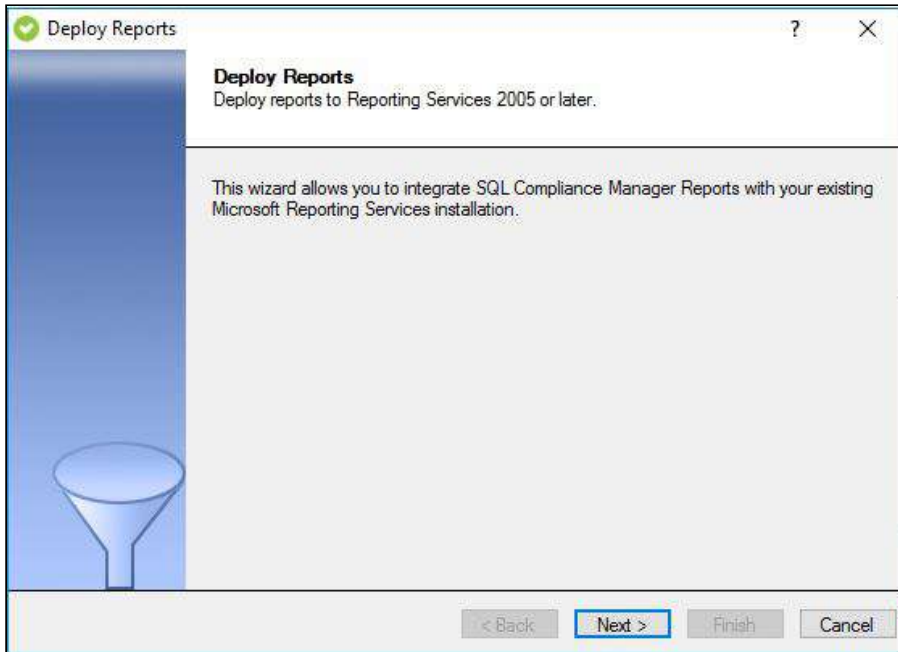 Deploy Reports
?
Deploy Reports
Deploy reports to Reporting Services 2005 or later.
This wizard allows you to integrate SQL Compliance Manager Reports with your existing
Microsoft Reporting Services installation.
< Back Next > Finish Cancel